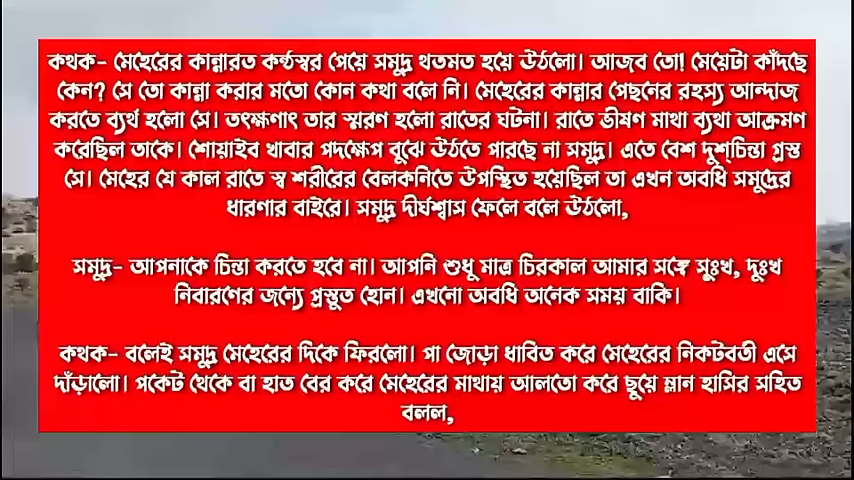 কথক- মেহেরের কান্নারত কন্ঠস্বর পেয়ে সমুদ্র থতমত হয়ে উঠলো। আজব তো! মেয়েটা কাঁদছে
কেন? সে তো কান্না করার মতো কোন কথা বলে নি। মেহেরের কান্নার পেছনের রহস্য আন্দাজ
করতে ব্যর্থ হলো সে। তৎক্ষণাৎ তার স্মরণ হলো রাতের ঘটনা। রাতে ভীষণ মাথা ব্যথা আক্রমণ
করেছিল তাকে। শোয়াইব খাবার পদক্ষেপ বুঝে উঠতে পারছে না সমুদ্র। এতে বেশ দুশ্চিন্তা গ্রস্ত
সে। মেহের যে কাল রাতে স্ব শরীরের বেলকনিতে উপস্থিত হয়েছিল তা এখন অবধি সমুদ্রের
ধারণার বাইরে। সমুদ্র দীর্ঘশ্বাস ফেলে বলে উঠলো,
সমুদ্র- আপনাকে চিন্তা করতে হবে না। আপনি শুধু মাত্র চিরকাল আমার সঙ্গে সুঃখ, দুঃখ
নিবারণের জন্যে প্রস্তুত হোন। এখনো অবধি অনেক সময় বাকি।
কথক- বলেই সমুদ্র মেহেরের দিকে ফিরলো। পা জোড়া ধাবিত করে মেহেরের নিকটবর্তী এসে
দাঁড়ালো। পকেট থেকে বা হাত বের করে মেহেরের মাথায় আলতো করে ছুয়ে ম্লান হাসির সহিত
বলল,